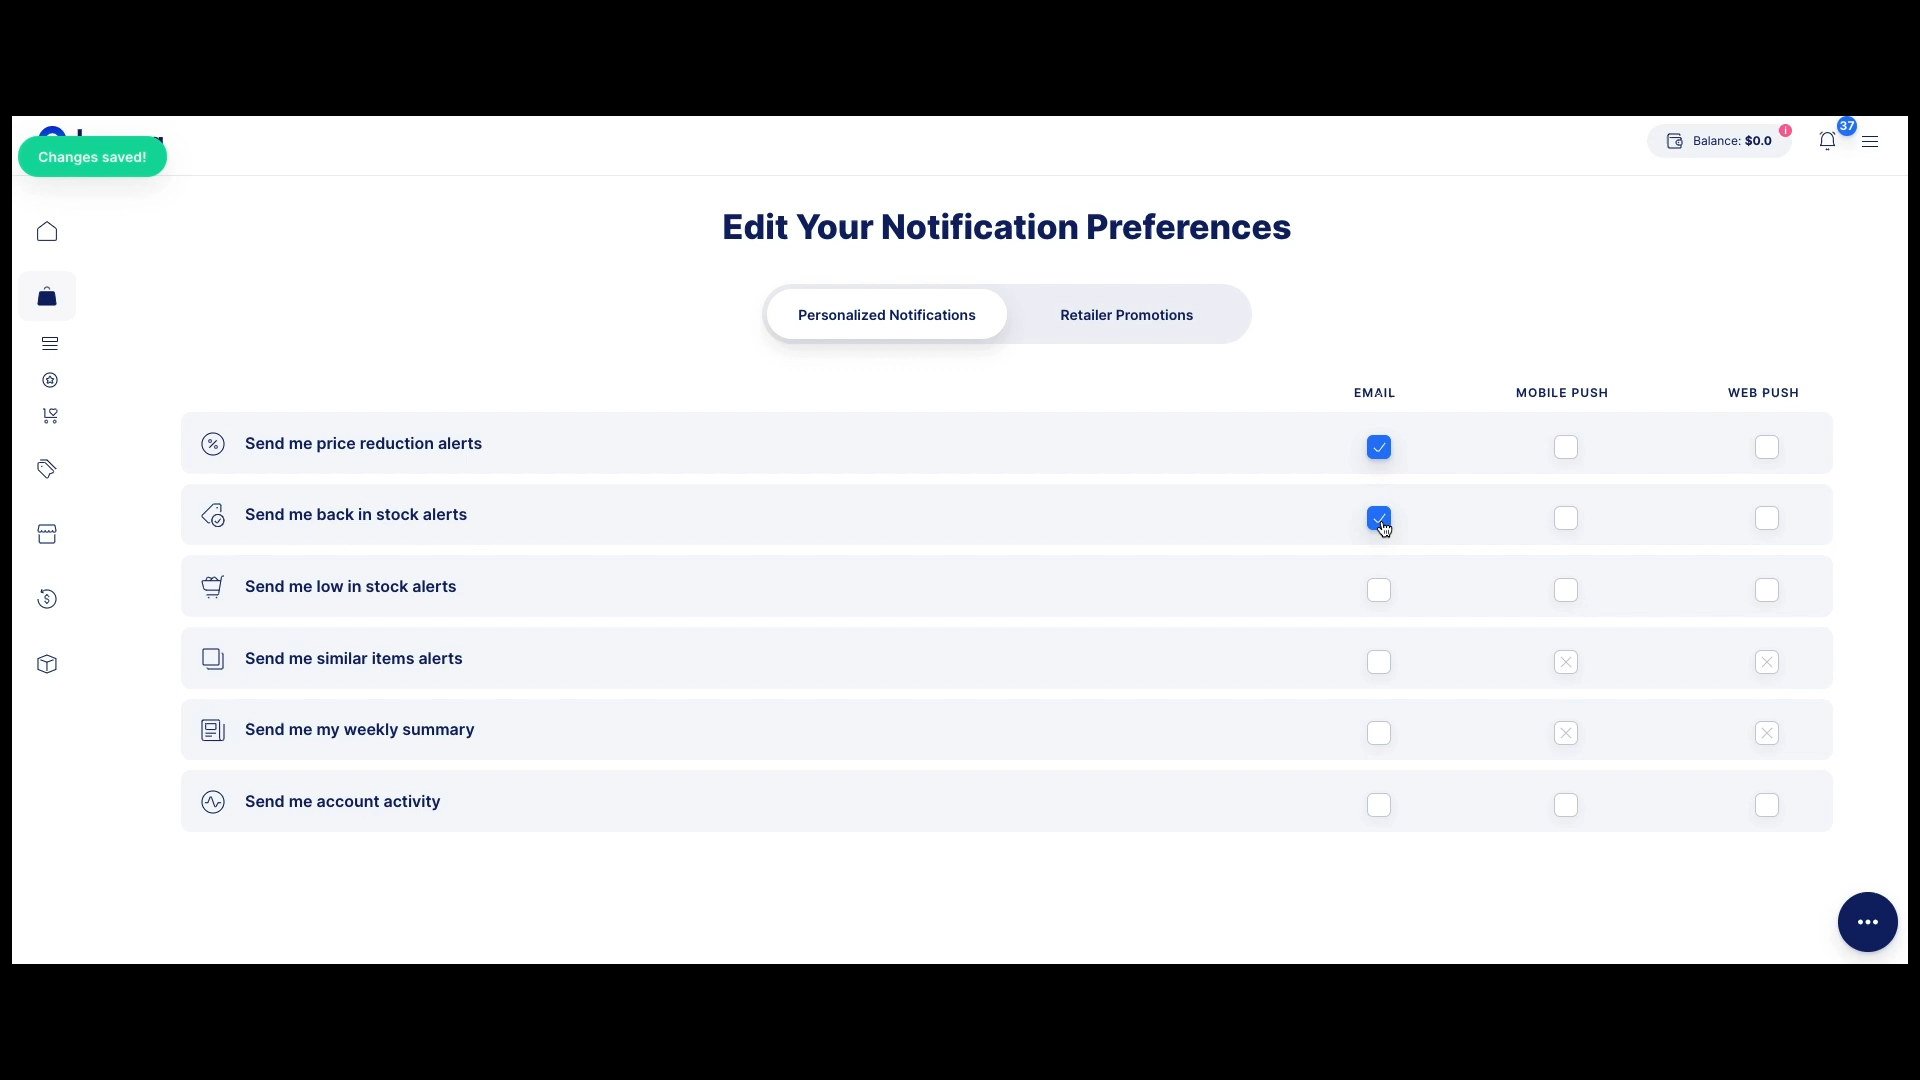 Changes saved!
Balance: $0.0
37
Edit Your Notification Preferences
Personalized Notifications
Retailer Promotions
EMAIL
MOBILE PUSH
WEB PUSH
Send me price reduction alerts
Send me back in stock alerts
Send me low in stock alerts
Send me similar items alerts
Send me my weekly summary
Send me account activity